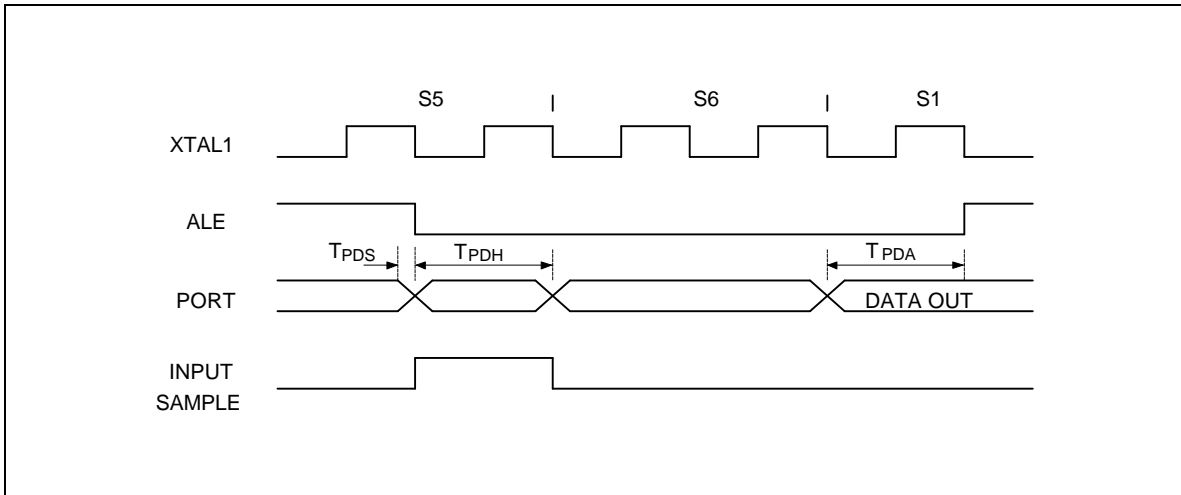 S5 | S6 | S1
XTAL1
ALE
TPDS TPDH TPDA
PORT DATA OUT
INPUT
SAMPLE